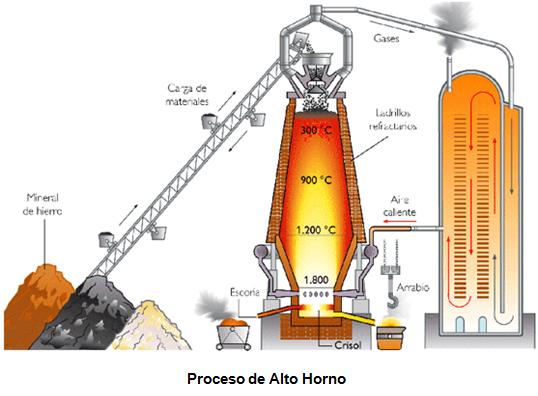 Gases
Carga de
materiales
Ladrillos
refractarios
300 °C
900 °C
Mineral
de hierro
Aire
caliente
1.200 °C
1.800
Arrabio
Escoria
Crisol
Proceso de Alto Horno